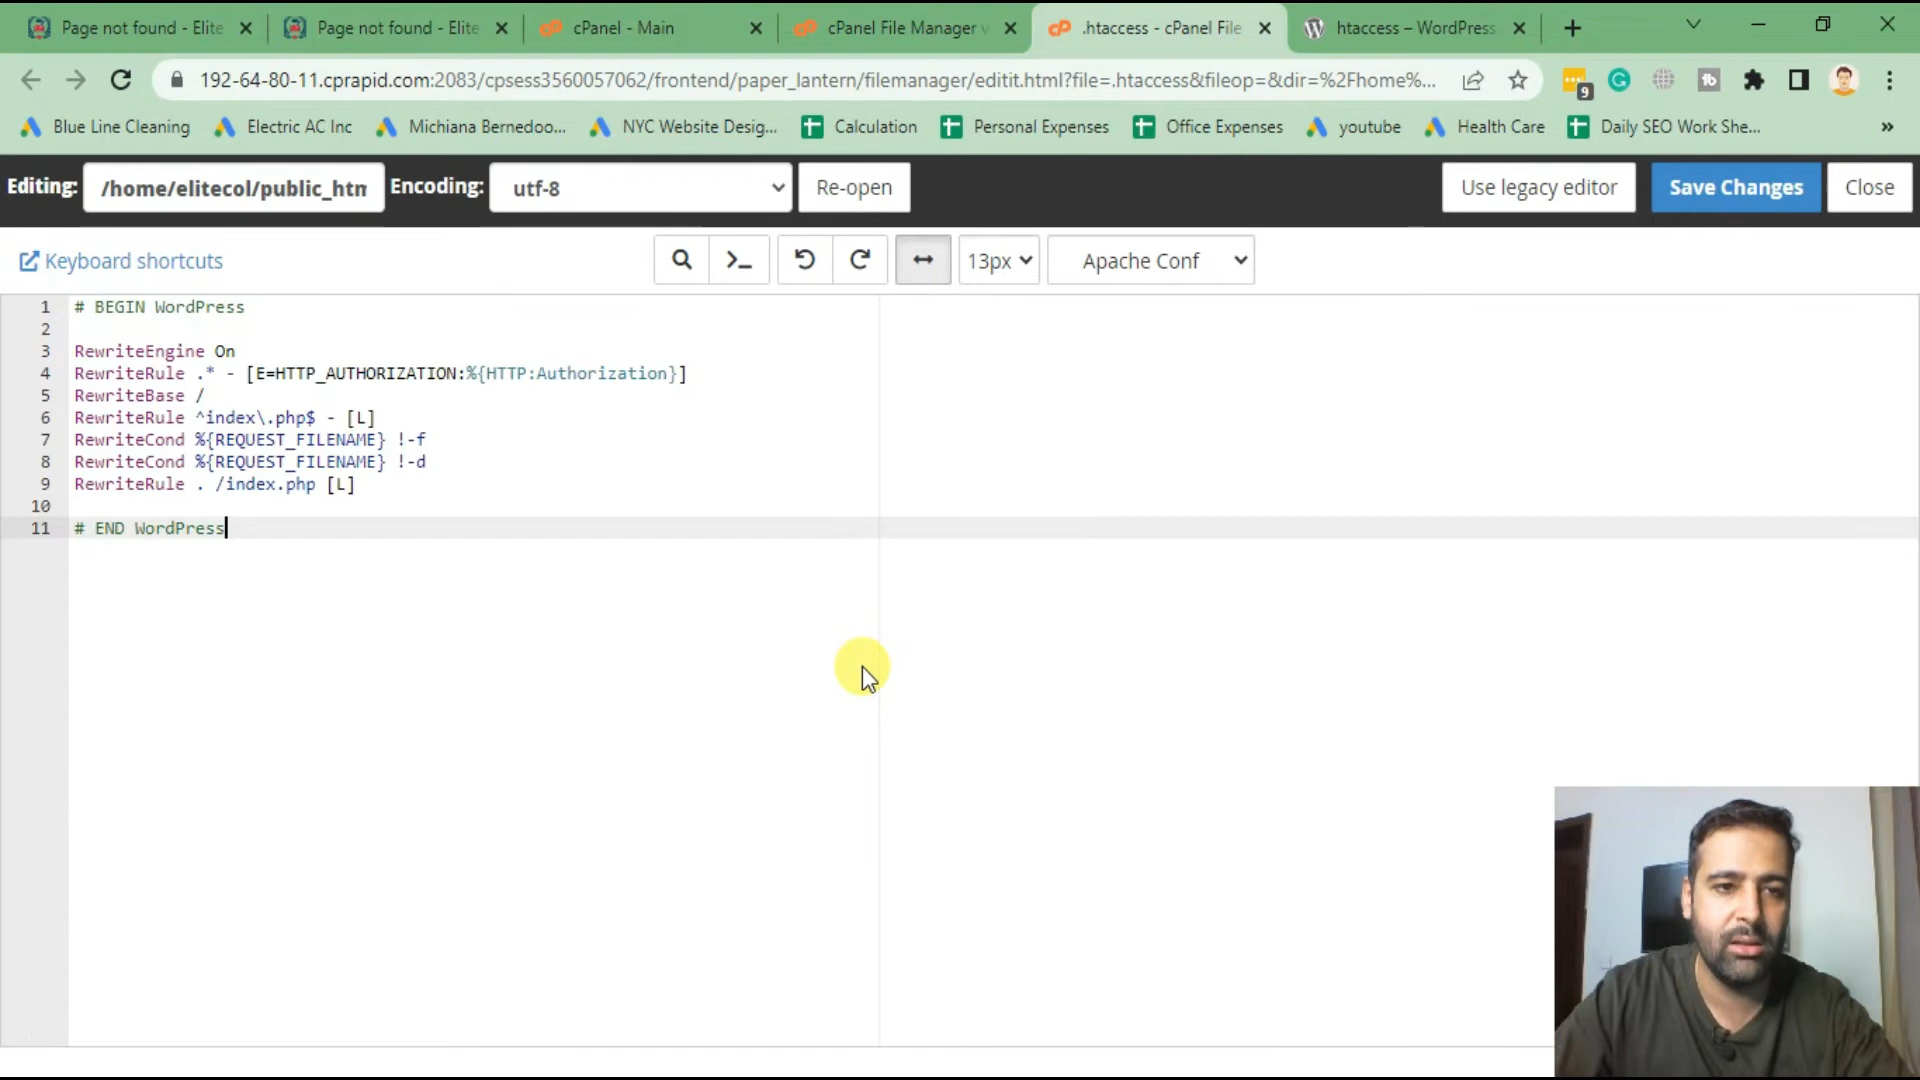 Page not found - Elite
Page not found - Elite
cPanel - Main
cPanel File Manager v
.htaccess - cPanel File
htaccess – WordPress
192-64-80-11.cprapid.com:2083/cpsess3560057062/frontend/paper_lantern/filemanager/editit.html?file=.htaccess&fileop=&dir=%2Fhome%...
9
Blue Line Cleaning
Electric AC Inc
Michiana Bernedoo...
NYC Website Desig...
Calculation
Personal Expenses
Office Expenses
youtube
Health Care
Daily SEO Work She...
Editing:
/home/elitecol/public_htm
Encoding:
utf-8
Re-open
Use legacy editor
Save Changes
Close
Keyboard shortcuts
13px
Apache Conf
1 # BEGIN WordPress
2
3 RewriteEngine On
4 RewriteRule .* - [E=HTTP_AUTHORIZATION:%{HTTP:Authorization}]
5 RewriteBase /
6 RewriteRule ^index\.php$ - [L]
7 RewriteCond %{REQUEST_FILENAME} !-f
8 RewriteCond %{REQUEST_FILENAME} !-d
9 RewriteRule . /index.php [L]
10
11 # END WordPress